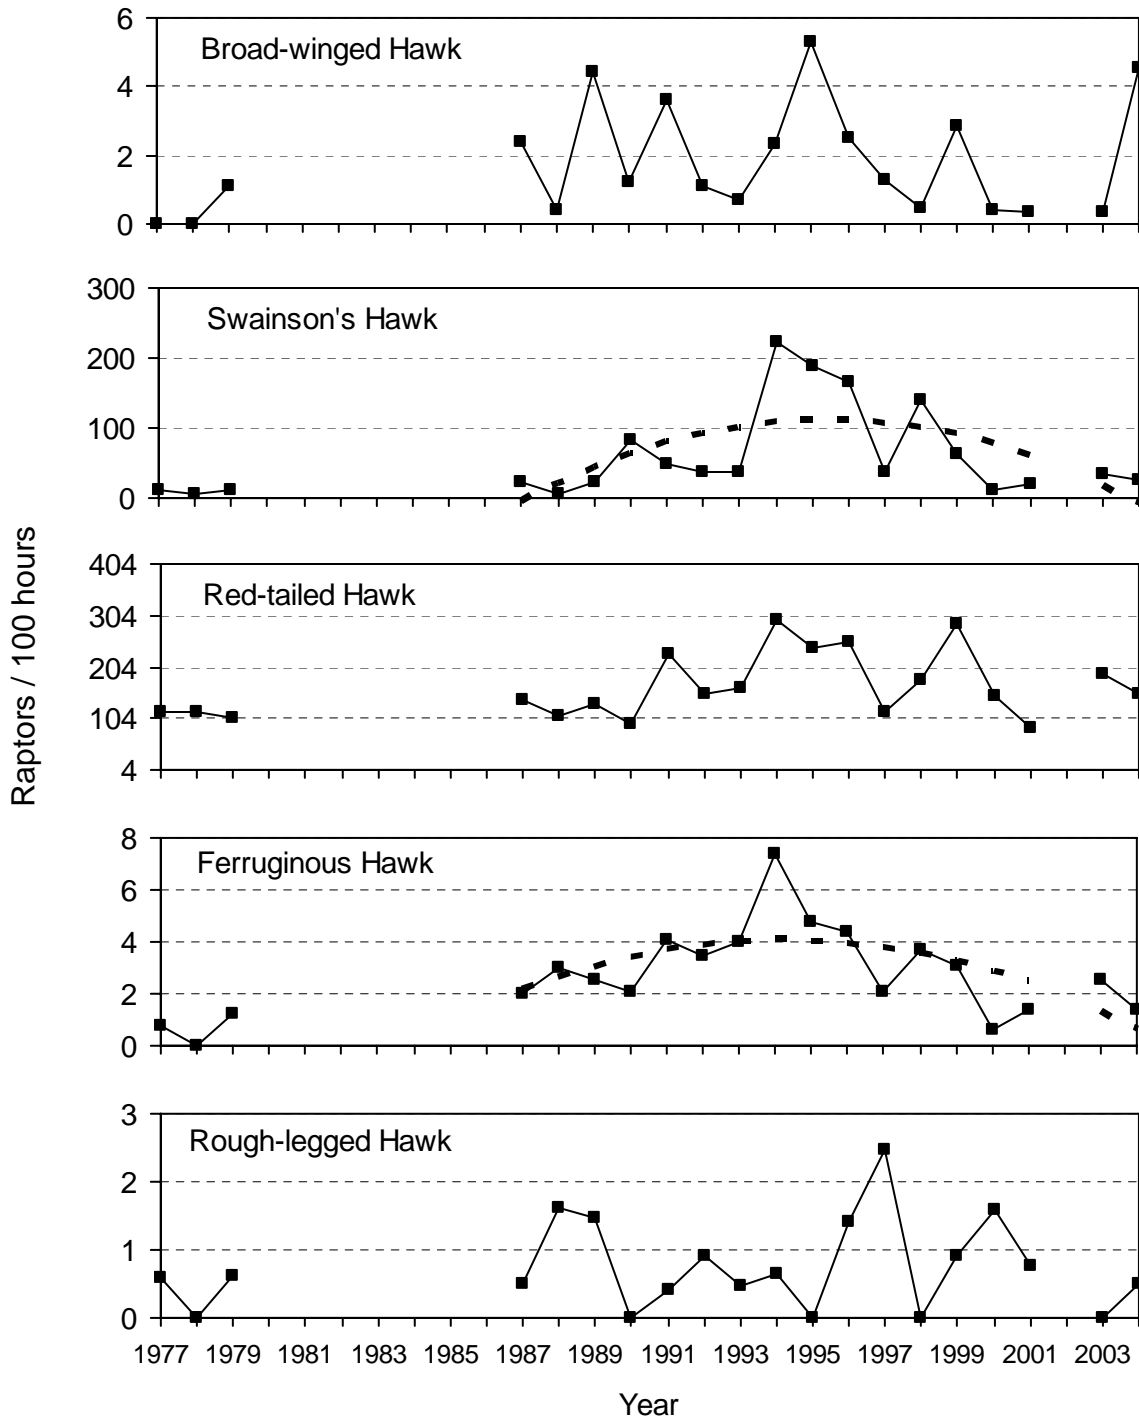 Raptors / 100 hours
Broad-winged Hawk
6
4
2
0
Swainson's Hawk
300
200
100
0
Red-tailed Hawk
404
304
204
104
4
Ferruginous Hawk
8
6
4
2
0
Rough-legged Hawk
3
2
1
0
1977 1979 1981 1983 1985 1987 1989 1991 1993 1995 1997 1999 2001 2003
Year